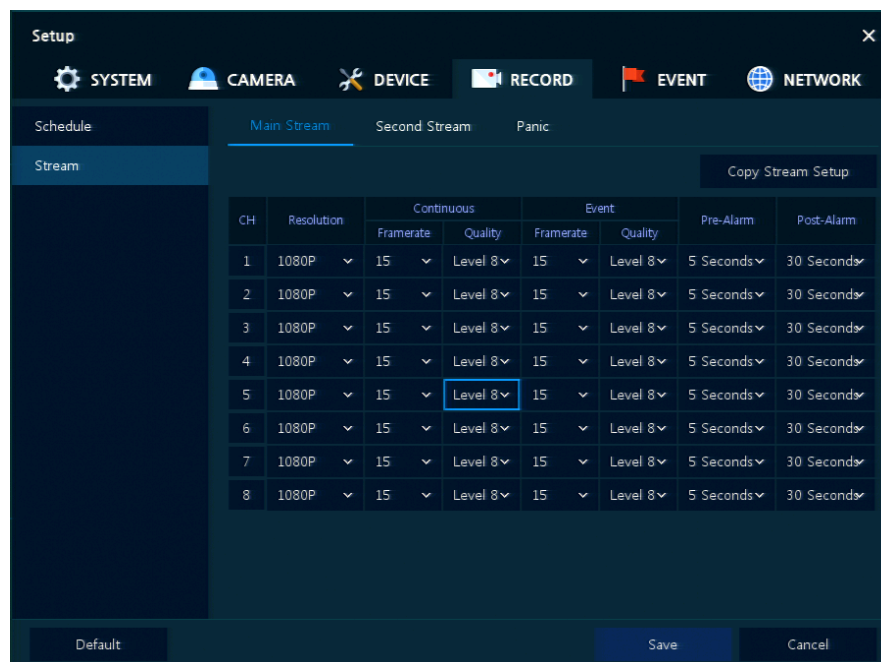 Setup
SYSTEM CAMERA DEVICE RECORD EVENT NETWORK
Schedule
Stream
Main Stream Second Stream Panic
Copy Stream Setup
CH Resolution Continuous Event Pre-Alarm Post-Alarm
Framerate Quality Framerate Quality
1 1080P 15 Level 8 15 Level 8 5 Seconds 30 Seconds
2 1080P 15 Level 8 15 Level 8 5 Seconds 30 Seconds
3 1080P 15 Level 8 15 Level 8 5 Seconds 30 Seconds
4 1080P 15 Level 8 15 Level 8 5 Seconds 30 Seconds
5 1080P 15 Level 8 15 Level 8 5 Seconds 30 Seconds
6 1080P 15 Level 8 15 Level 8 5 Seconds 30 Seconds
7 1080P 15 Level 8 15 Level 8 5 Seconds 30 Seconds
8 1080P 15 Level 8 15 Level 8 5 Seconds 30 Seconds
Default Save Cancel